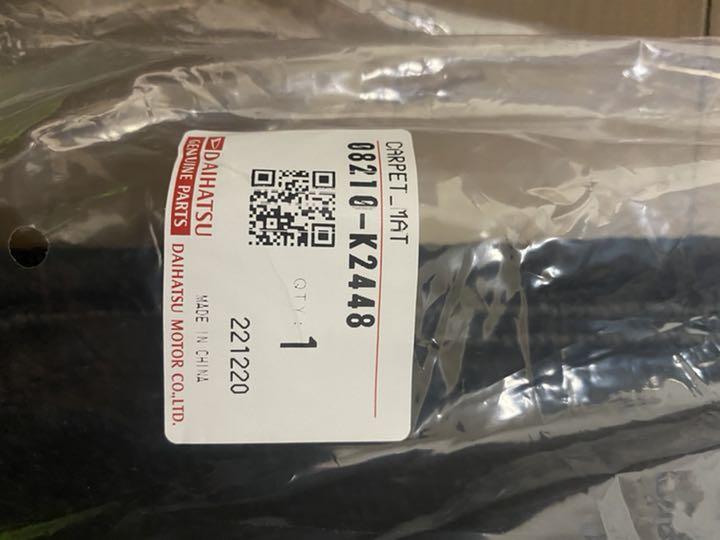 CARPET_MAT
08210-K2448
QTY: 1
221220
DAIHATSU
GENUINE PARTS
MADE IN CHINA
DAIHATSU MOTOR CO.,LTD.